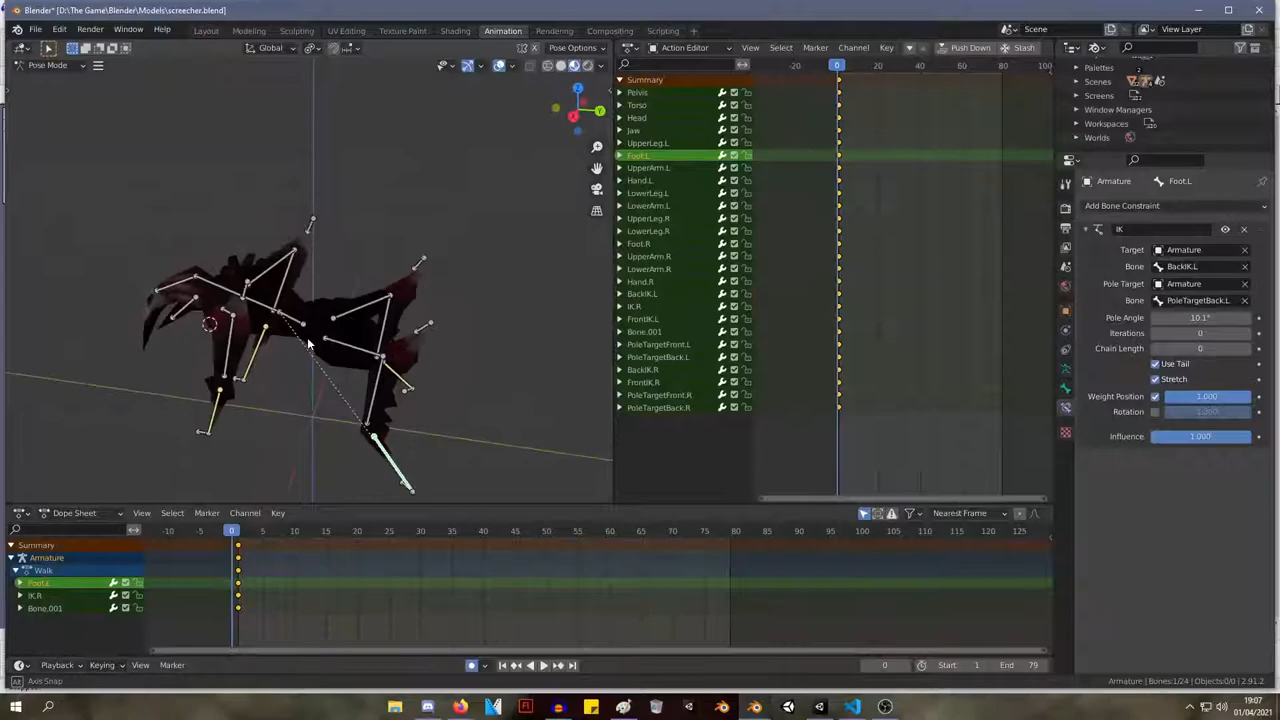 Blender* [D:\The Game\Blender\Models\screecher.blend]
File Edit Render Window Help Layout Modeling Sculpting UV Editing Texture Paint Shading Animation Rendering Compositing Scripting Scene View Layer
Global Pose Options Action Editor View Select Marker Channel Key Push Down Stash
Pose Mode -20 0 20 40 60 80 100
Palettes
Scenes
Screens
Window Managers
Workspaces
Worlds
Summary
Pelvis
Torso
Head
Jaw
UpperLeg.L
Foot.L
UpperArm.L
Hand.L
LowerLeg.L
LowerArm.L
UpperLeg.R
LowerLeg.R
Foot.R
UpperArm.R
LowerArm.R
Hand.R
BackIK.L
IK.R
FrontIK.L
Bone.001
PoleTargetFront.L
PoleTargetBack.L
BackIK.R
FrontIK.R
PoleTargetFront.R
PoleTargetBack.R
Armature Foot.L
Add Bone Constraint
IK
Target Armature
Bone BackIK.L
Pole Target Armature
Bone PoleTargetBack.L
Pole Angle 10.1°
Iterations 0
Chain Length 0
Use Tail
Stretch
Weight Position 1.000
Rotation
Influence 1.000
Dope Sheet View Select Marker Channel Key Nearest Frame
-10 -5 0 5 10 15 20 25 30 35 40 45 50 55 60 65 70 75 80 85 90 95 100 105 110 115 120 125
Summary
Armature
Walk
Foot.L
IK.R
Bone.001
Playback Keying View Marker 0 Start 1 End 79
Axis Snap Armature | Bones:1/24 | Objects:0/0 | 2.91.2
19:07
01/04/2021